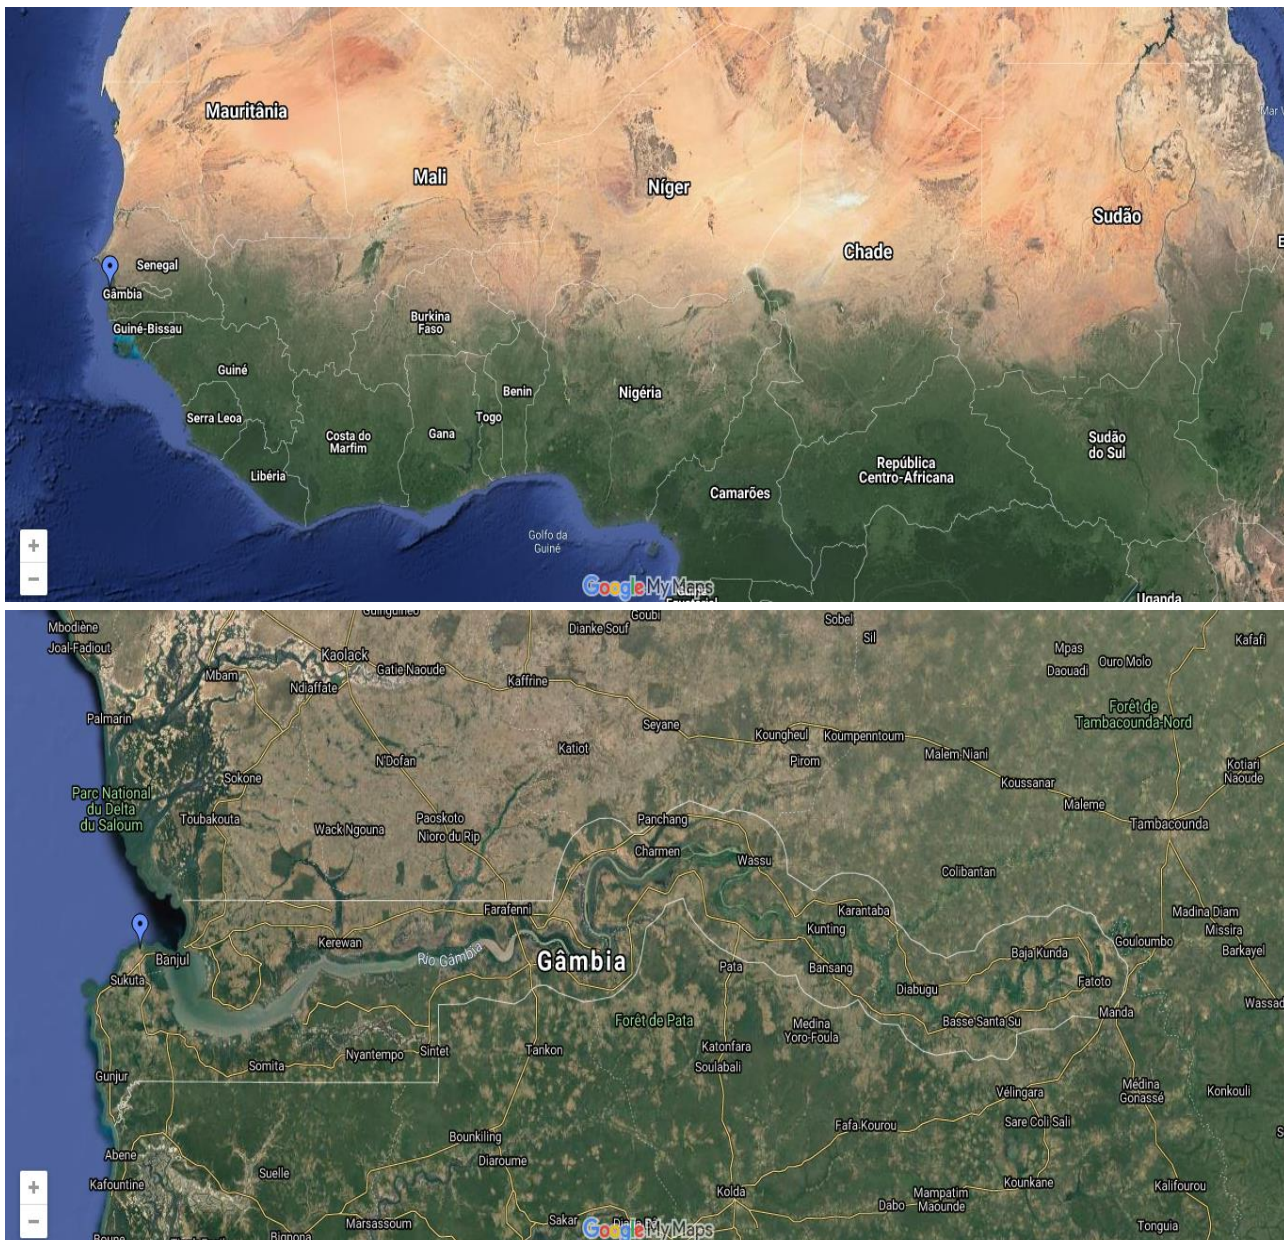 Mauritânia
Mar V
Mali
Níger
Sudão
Chade
E
Senegal
Gâmbia
Burkina
Faso
Guiné-Bissau
Guiné
Benin
Nigéria
Serra Leoa
Togo
Costa do
Marfim
Gana
Sudão
do Sul
Libéria
República
Centro-Africana
Camarões
Golfo da
Guiné
+
−
Google My Maps
Uganda
Guinguineo
Goubi
Mbodiène
Dianke Souf
Sobel
Sil
Kafafi
Joal-Fadiout
Kaolack
Mpas
Daouadi
Ouro Molo
Mbam
Gatie Naoude
Ndiaffate
Kaffrine
Palmarin
Seyane
Koungheul
Koumpenntoum
Forêt de
Tambacounda-Nord
Katiot
Malem-Niani
N'Dofan
Pirom
Kotiari
Naoude
Sokone
Koussanar
Parc National
du Delta
du Saloum
Maleme
Toubakouta
Wack Ngouna
Paoskoto
Nioro du Rip
Panchang
Tambacounda
Charmen
Wassu
Colibantan
Farafenni
Karantaba
Madina Diam
Kunting
Missira
Kerewan
Gouloumbo
Barkayel
Banjul
Rio Gâmbia
Gâmbia
Baja Kunda
Sukuta
Pata
Bansang
Fatoto
Diabugu
Wassad
Forêt de Pata
Medina
Yoro-Foula
Basse Santa Su
Manda
Nyantempo
Sintet
Tankon
Katonfara
Somita
Soulabali
Gunjur
Vélingara
Médina
Gonassé
Konkouli
Fafa Kourou
Sare Coli Sali
Bounkiling
Abene
Diaroume
Suelle
Kafountine
Kolda
Mampatim
Maounde
Kounkane
Kalifourou
Dabo
Marsassoum
Sakar
Tonguia
+
−
Google My Maps
Bignona